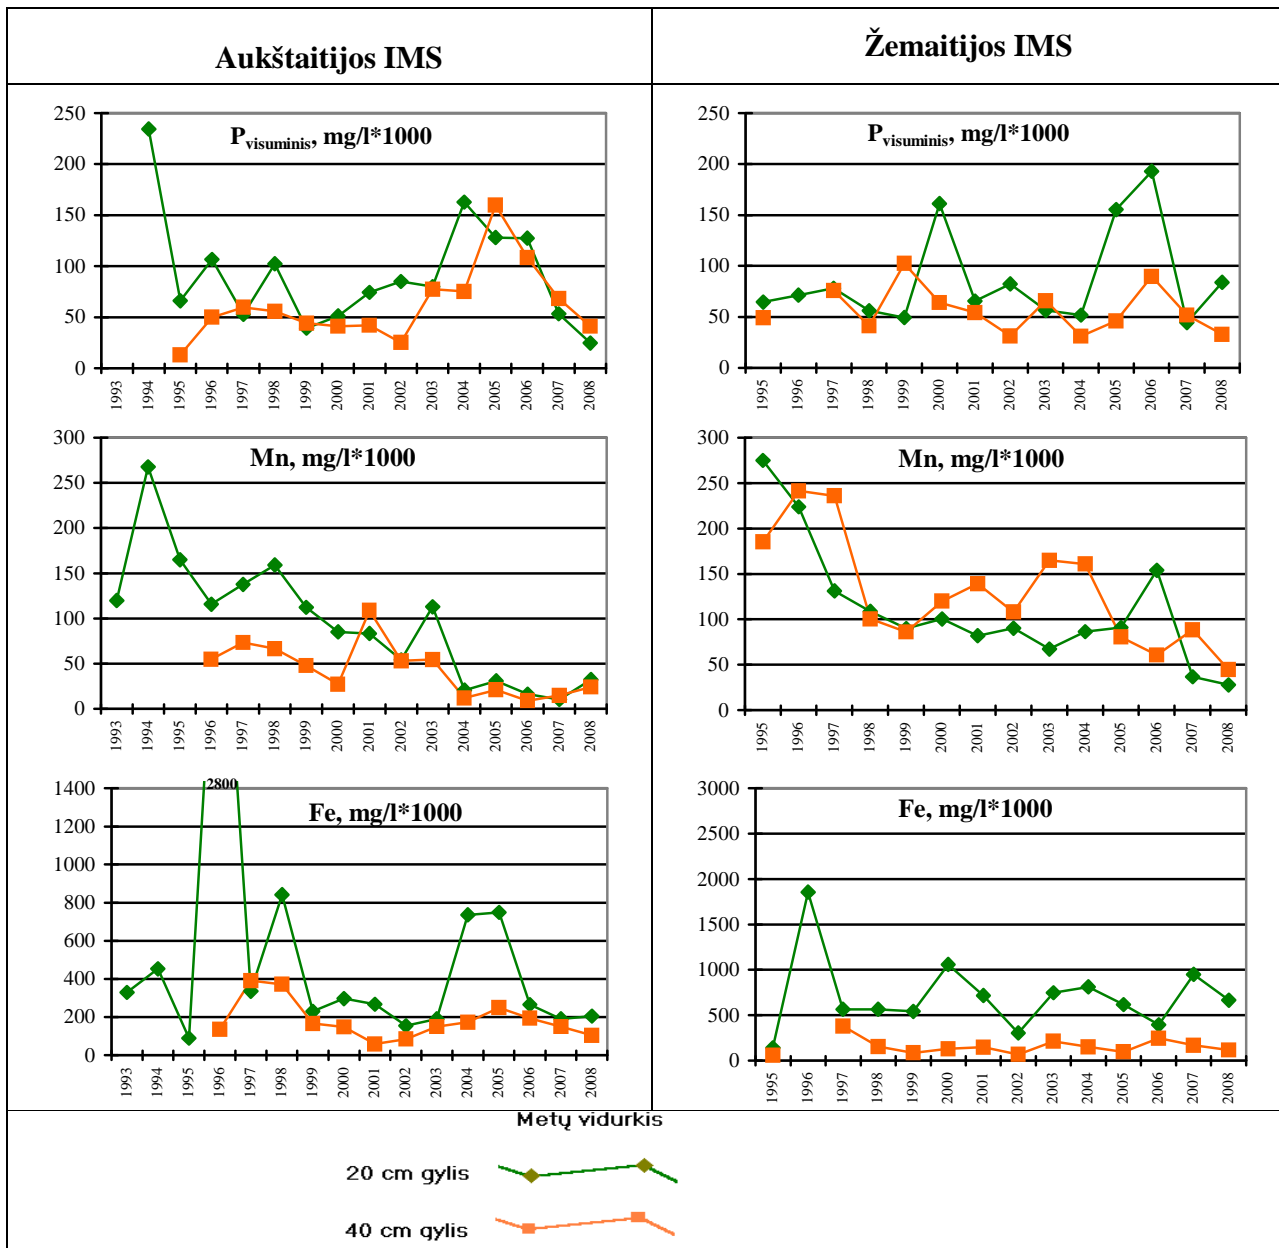 Aukštaitijos IMS
Žemaitijos IMS
P visuminis, mg/l*1000
250
200
150
100
50
0
1993 1994 1995 1996 1997 1998 1999 2000 2001 2002 2003 2004 2005 2006 2007 2008
P visuminis, mg/l*1000
250
200
150
100
50
0
1995 1996 1997 1998 1999 2000 2001 2002 2003 2004 2005 2006 2007 2008
Mn, mg/l*1000
300
250
200
150
100
50
0
1993 1994 1995 1996 1997 1998 1999 2000 2001 2002 2003 2004 2005 2006 2007 2008
Mn, mg/l*1000
300
250
200
150
100
50
0
1995 1996 1997 1998 1999 2000 2001 2002 2003 2004 2005 2006 2007 2008
2800
Fe, mg/l*1000
1400
1200
1000
800
600
400
200
0
1993 1994 1995 1996 1997 1998 1999 2000 2001 2002 2003 2004 2005 2006 2007 2008
Fe, mg/l*1000
3000
2500
2000
1500
1000
500
0
1995 1996 1997 1998 1999 2000 2001 2002 2003 2004 2005 2006 2007 2008
Metų vidurkis
20 cm gylis
40 cm gylis